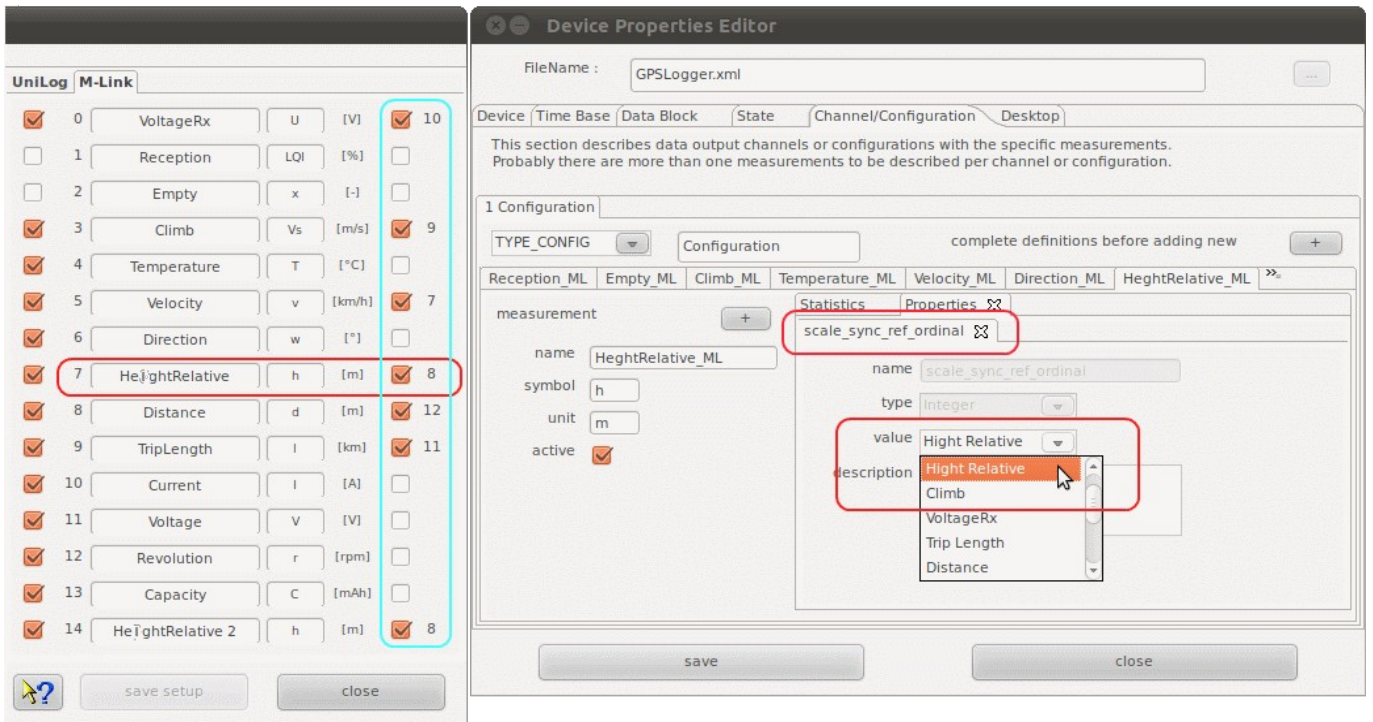 UniLog M-Link
0 VoltageRx U [V] 10
1 Reception LQI [%]
2 Empty x [-]
3 Climb Vs [m/s] 9
4 Temperature T [°C]
5 Velocity v [km/h] 7
6 Direction w [°]
7 HeightRelative h [m] 8
8 Distance d [m] 12
9 TripLength l [km] 11
10 Current I [A]
11 Voltage V [V]
12 Revolution r [rpm]
13 Capacity C [mAh]
14 HeightRelative 2 h [m] 8
? save setup close
Device Properties Editor
FileName : GPSLogger.xml ...
Device Time Base Data Block State Channel/Configuration Desktop
This section describes data output channels or configurations with the specific measurements.
Probably there are more than one measurements to be described per channel or configuration.
1 Configuration
TYPE_CONFIG Configuration complete definitions before adding new +
Reception_ML Empty_ML Climb_ML Temperature_ML Velocity_ML Direction_ML HeghtRelative_ML »
measurement +
name HeghtRelative_ML
symbol h
unit m
active
Statistics Properties
scale_sync_ref_ordinal
name scale_sync_ref_ordinal
type Integer
value Hight Relative
description
Hight Relative
Climb
VoltageRx
Trip Length
Distance
save close